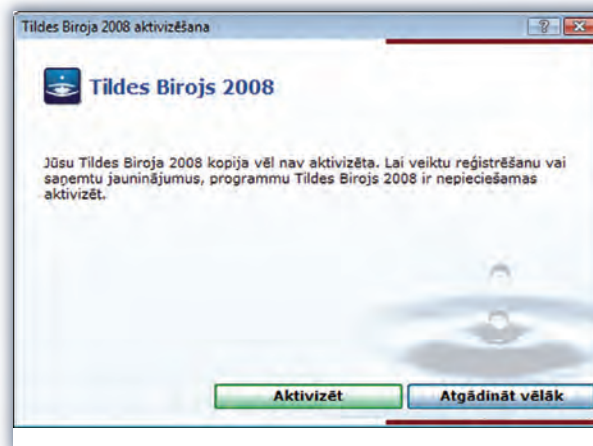 Tildes Biroja 2008 aktivizēšana
Tildes Birojs 2008
Jūsu Tildes Biroja 2008 kopija vēl nav aktivizēta. Lai veiktu reģistrēšanu vai
saņemtu jauninājumus, programmu Tildes Birojs 2008 ir nepieciešamas
aktivizēt.
Aktivizēt
Atgādināt vēlāk